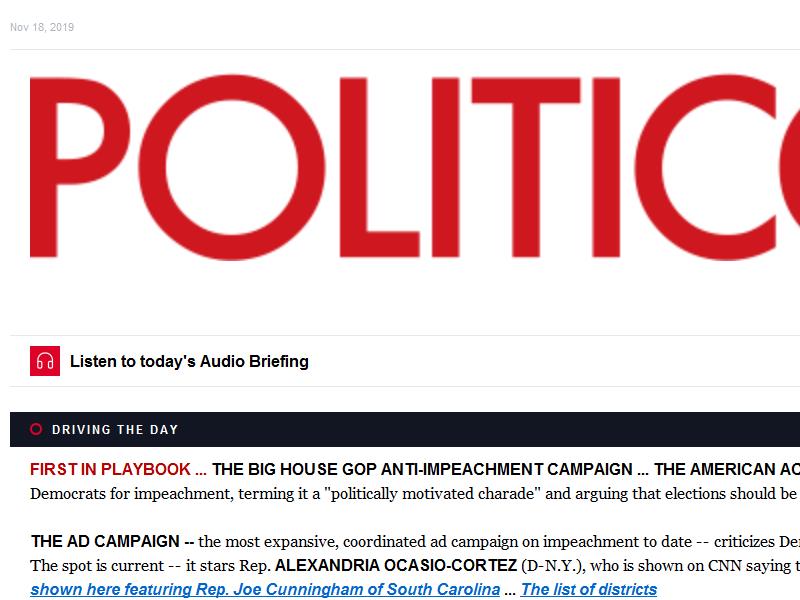 Nov 18, 2019
POLITICO
Listen to today's Audio Briefing
DRIVING THE DAY
FIRST IN PLAYBOOK ... THE BIG HOUSE GOP ANTI-IMPEACHMENT CAMPAIGN ... THE AMERICAN AC
Democrats for impeachment, terming it a "politically motivated charade" and arguing that elections should be
THE AD CAMPAIGN -- the most expensive, coordinated ad campaign on impeachment to date -- criticizes De
The spot is current -- it stars Rep. ALEXANDRIA OCASIO-CORTEZ (D-N.Y.), who is shown on CNN saying t
shown here featuring Rep. Joe Cunningham of South Carolina ... The list of districts